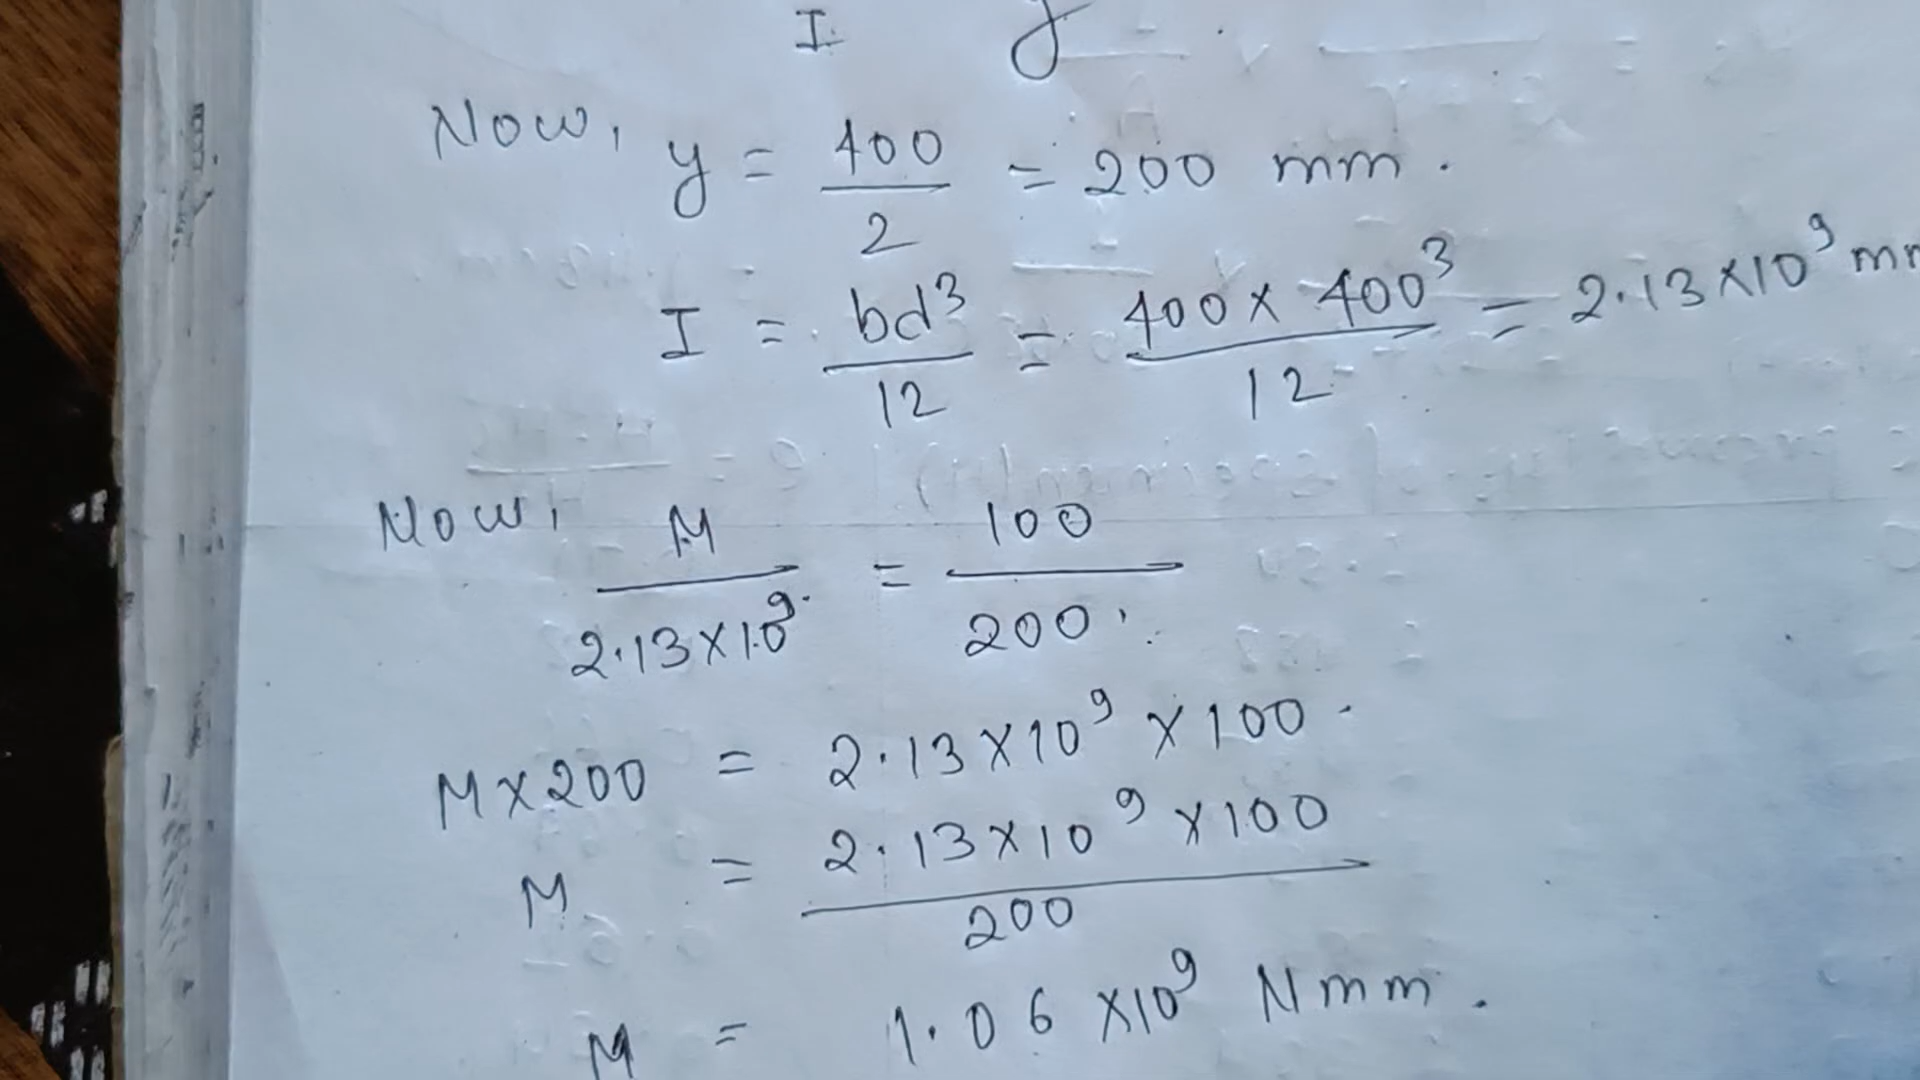 I y
Now, y = 400/2 = 200 mm.
I = bd³/12 = 400 × 400³/12 = 2.13×10⁹
Now, M/2.13×10⁹ = 100/200
M×200 = 2.13×10⁹ × 100
M = 2.13×10⁹ ×100/200
M = 1.06 ×10⁹ Nmm.